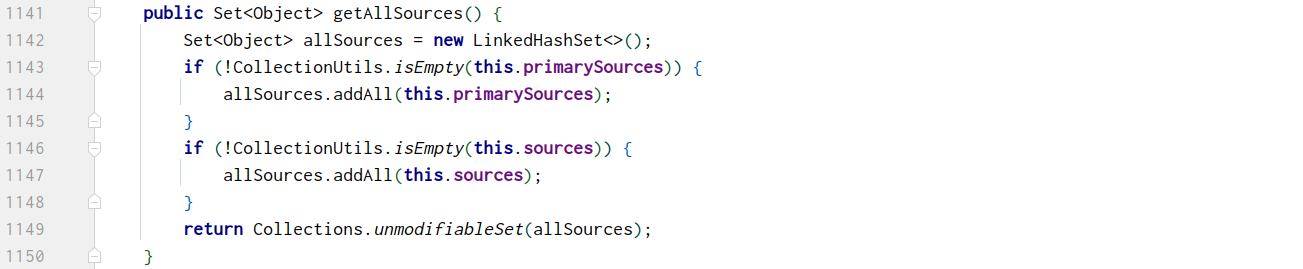 1141 public Set<Object> getAllSources() {
1142 Set<Object> allSources = new LinkedHashSet<>();
1143 if (!CollectionUtils.isEmpty(this.primarySources)) {
1144 allSources.addAll(this.primarySources);
1145 }
1146 if (!CollectionUtils.isEmpty(this.sources)) {
1147 allSources.addAll(this.sources);
1148 }
1149 return Collections.unmodifiableSet(allSources);
1150 }